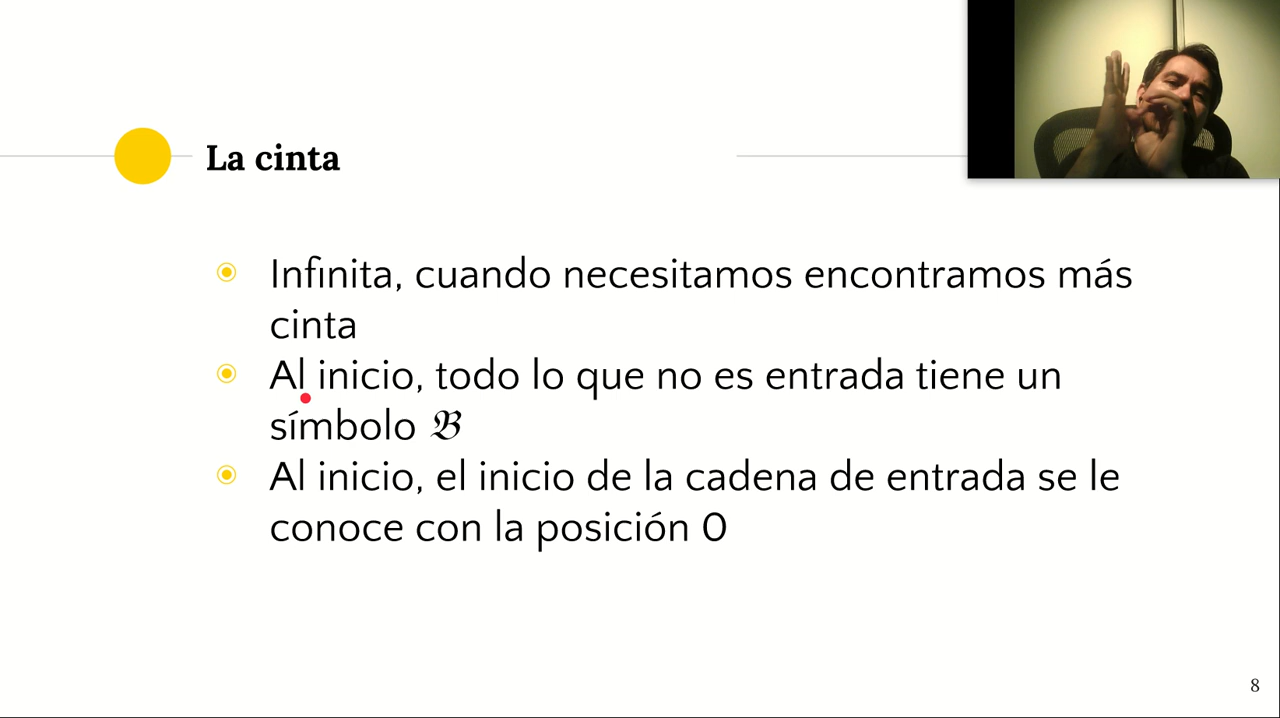 La cinta
Infinita, cuando necesitamos encontramos más
cinta
Al inicio, todo lo que no es entrada tiene un
símbolo 𝕭
Al inicio, el inicio de la cadena de entrada se le
conoce con la posición 0
8